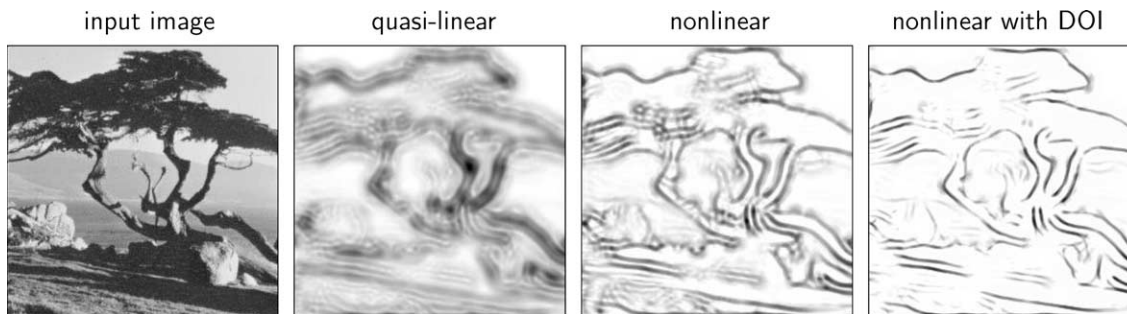 input image
quasi-linear
nonlinear
nonlinear with DOI